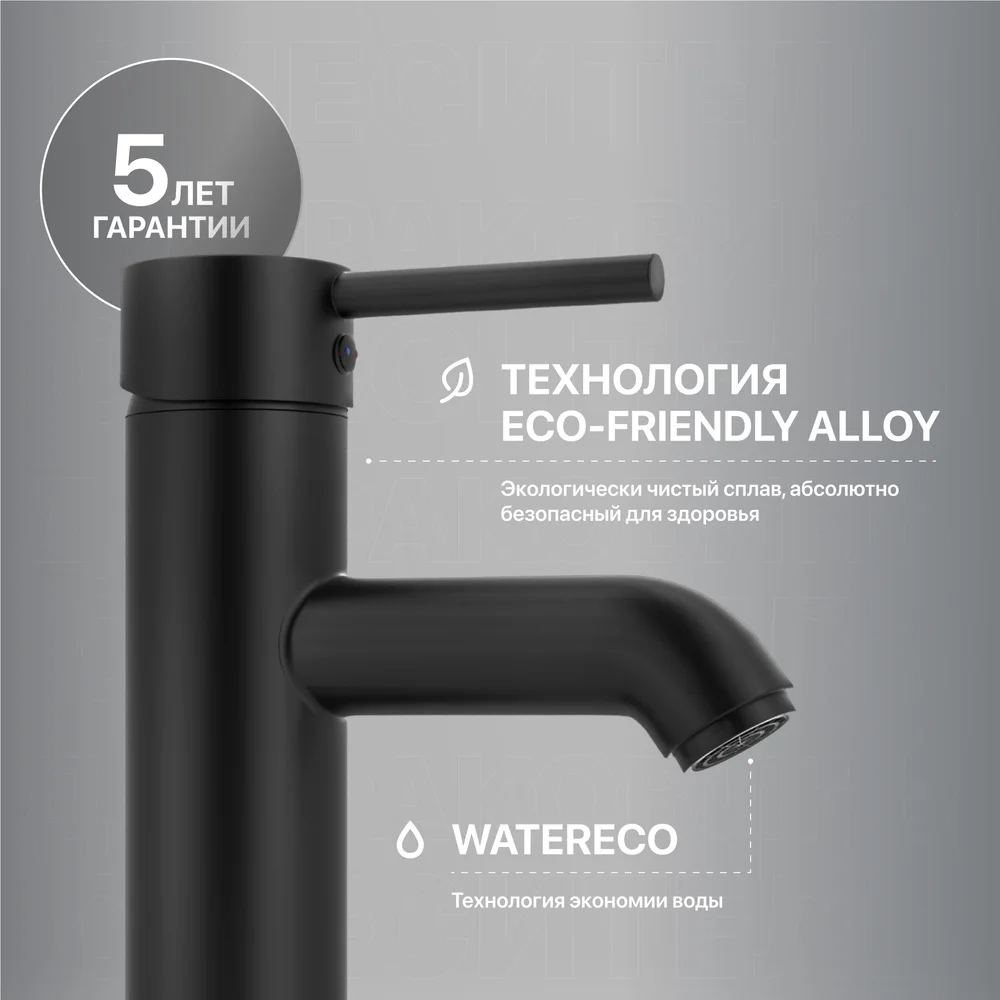 5 ЛЕТ
ГАРАНТИИ
ТЕХНОЛОГИЯ
ECO-FRIENDLY ALLOY
Экологически чистый сплав, абсолютно
безопасный для здоровья
WATERECO
Технология экономии воды